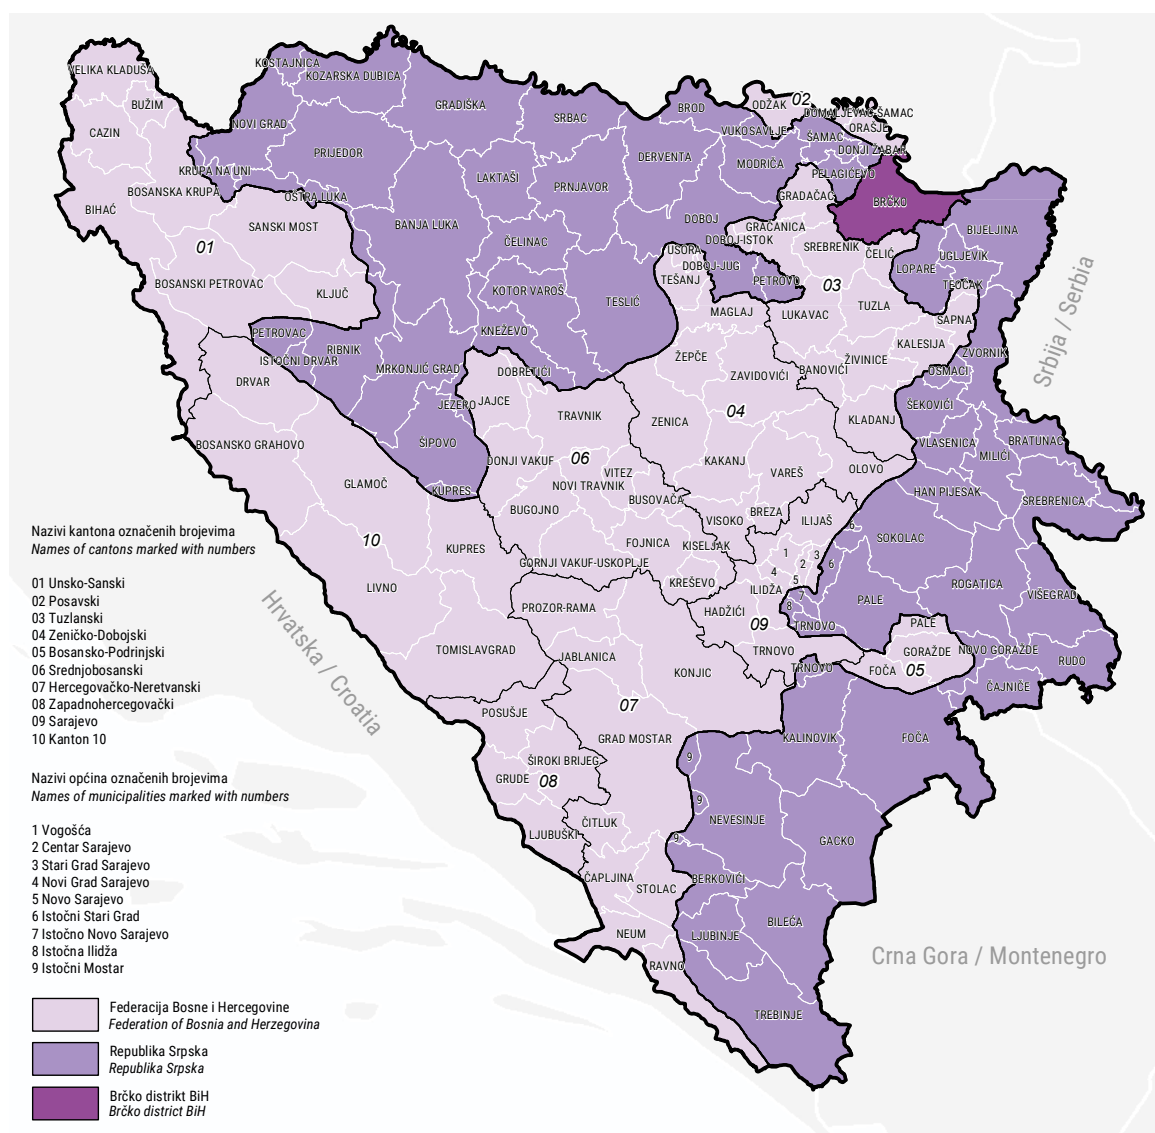 VELIKA KLADUŠA
BUŽIM
CAZIN
KOSTAJNICA
KOZARSKA DUBICA
NOVI GRAD
PRIJEDOR
GRADIŠKA
SRBAC
BROD
ODŽAK
02
DOMALJEVAC-ŠAMAC
ORAŠJE
VUKOSAVLJE
ŠAMAC
DONJI ŽABAR
DERVENTA
MODRIČA
PELAGIĆEVO
KRUPA NA UNI
BOSANSKA KRUPA
OŠTRA LUKA
LAKTAŠI
PRNJAVOR
GRADAČAC
BRČKO
BIHAĆ
SANSKI MOST
BANJA LUKA
DOBOJ
GRAČANICA
BIJELJINA
01
ČELINAC
DOBOJ-ISTOK
SREBRENIK
ČELIĆ
UGLJEVIK
USORA
DOBOJ-JUG
LOPARE
BOSANSKI PETROVAC
KLJUČ
KOTOR VAROŠ
TESLIĆ
TEŠANJ
PETROVO
03
TEOČAK
MAGLAJ
LUKAVAC
TUZLA
SAPNA
PETROVAC
KNEŽEVO
KALESIJA
ISTOČNI DRVAR
RIBNIK
MRKONJIĆ GRAD
DOBRETIĆI
ŽEPČE
ZAVIDOVIĆI
BANOVIĆI
ŽIVINICE
ZVORNIK
OSMACI
DRVAR
JEZERO
JAJCE
TRAVNIK
ZENICA
04
KLADANJ
ŠEKOVIĆI
BOSANSKO GRAHOVO
ŠIPOVO
DONJI VAKUF
06
VITEZ
KAKANJ
VAREŠ
OLOVO
VLASENICA
MILIĆI
BRATUNAC
GLAMOČ
KUPRES
NOVI TRAVNIK
BUSOVAČA
HAN PIJESAK
SREBRENICA
BUGOJNO
VISOKO
BREZA
ILIJAŠ
6
SOKOLAC
10
KUPRES
FOJNICA
KISELJAK
GORNJI VAKUF-USKOPLJE
1
2
3
4
5
6
LIVNO
KREŠEVO
ILIDŽA
7
8
PALE
ROGATICA
VIŠEGRAD
PROZOR-RAMA
HADŽIĆI
09
TRNOVO
PALE
TOMISLAVGRAD
JABLANICA
KONJIC
TRNOVO
TRNOVO
GORAŽDE
FOČA
05
NOVO GORAŽDE
RUDO
ČAJNIČE
POSUŠJE
07
GRAD MOSTAR
KALINOVIK
FOČA
ŠIROKI BRIJEG
GRUDE
08
9
9
9
LJUBUŠKI
ČITLUK
NEVESINJE
GACKO
ČAPLJINA
STOLAC
BERKOVIĆI
BILEĆA
NEUM
LJUBINJE
RAVNO
TREBINJE
Srbija / Serbia
Hrvatska / Croatia
Crna Gora / Montenegro
Nazivi kantona označenih brojevima
Names of cantons marked with numbers
01 Unsko-Sanski
02 Posavski
03 Tuzlanski
04 Zeničko-Dobojski
05 Bosansko-Podrinjski
06 Srednjobosanski
07 Hercegovačko-Neretvanski
08 Zapadnohercegovački
09 Sarajevo
10 Kanton 10
Nazivi općina označenih brojevima
Names of municipalities marked with numbers
1 Vogošća
2 Centar Sarajevo
3 Stari Grad Sarajevo
4 Novi Grad Sarajevo
5 Novo Sarajevo
6 Istočni Stari Grad
7 Istočno Novo Sarajevo
8 Istočna Ilidža
9 Istočni Mostar
Federacija Bosne i Hercegovine
Federation of Bosnia and Herzegovina
Republika Srpska
Republika Srpska
Brčko distrikt BiH
Brčko district BiH